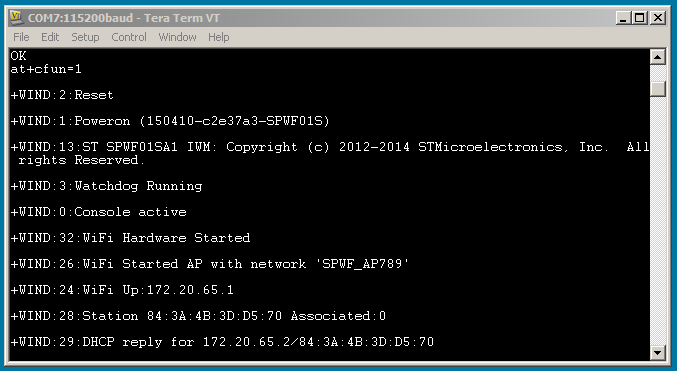 COM7:115200baud - Tera Term VT
File Edit Setup Control Window Help
OK
at+cfun=1
+WIND:2:Reset
+WIND:1:Poweron (150410-c2e37a3-SPWF01S)
+WIND:13:ST SPWF01SA1 IWM: Copyright (c) 2012-2014 STMicroelectronics, Inc.  All
 rights Reserved.
+WIND:3:Watchdog Running
+WIND:0:Console active
+WIND:32:WiFi Hardware Started
+WIND:26:WiFi Started AP with network 'SPWF_AP789'
+WIND:24:WiFi Up:172.20.65.1
+WIND:28:Station 84:3A:4B:3D:D5:70 Associated:0
+WIND:29:DHCP reply for 172.20.65.2/84:3A:4B:3D:D5:70